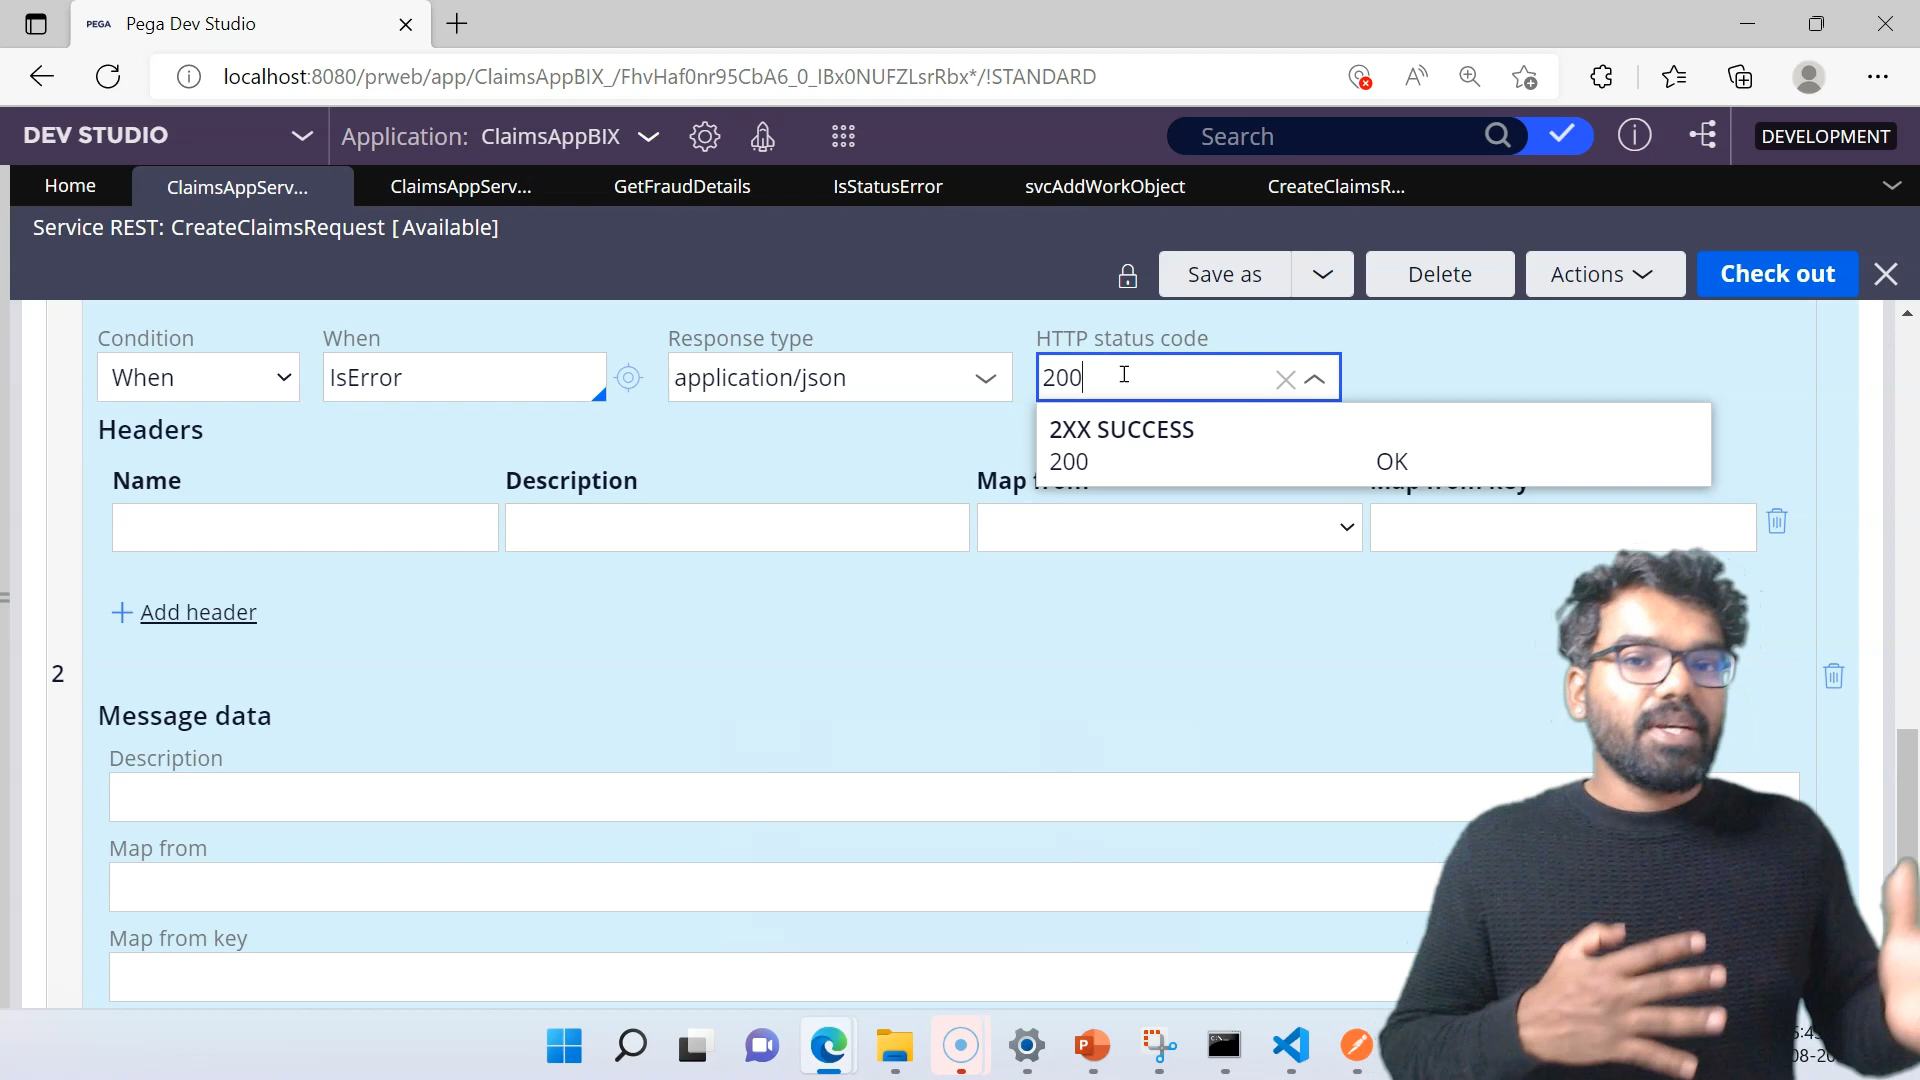 PEGA Pega Dev Studio
localhost:8080/prweb/app/ClaimsAppBIX_/FhvHaf0nr95CbA6_0_IBx0NUFZLsrRbx*/!STANDARD
DEV STUDIO Application: ClaimsAppBIX Search DEVELOPMENT
Home ClaimsAppServ... ClaimsAppServ... GetFraudDetails IsStatusError svcAddWorkObject CreateClaimsR...
Service REST: CreateClaimsRequest [Available]
Save as Delete Actions Check out
Condition When Response type HTTP status code
When IsError application/json 200
Headers 2XX SUCCESS
200 OK
Name Description Map
Add header
2
Message data
Description
Map from
Map from key